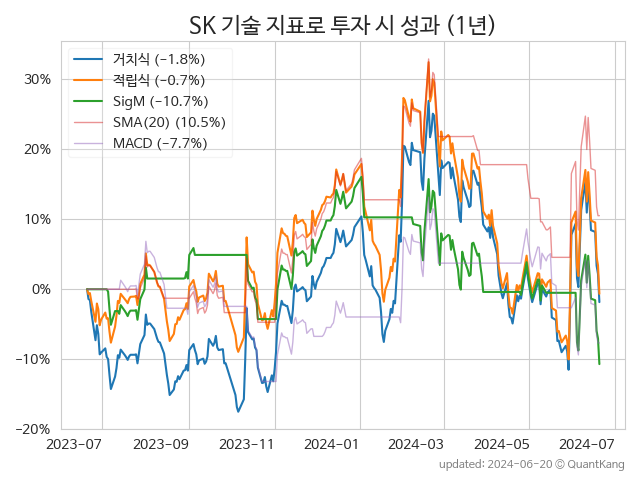 SK 기술 지표로 투자 시 성과 (1년)
거치식 (−1.8%)
적립식 (−0.7%)
SigM (−10.7%)
SMA(20) (10.5%)
MACD (−7.7%)
30%
20%
10%
0%
−10%
−20%
2023-07 2023-09 2023-11 2024-01 2024-03 2024-05 2024-07
updated: 2024-06-20 © QuantKang